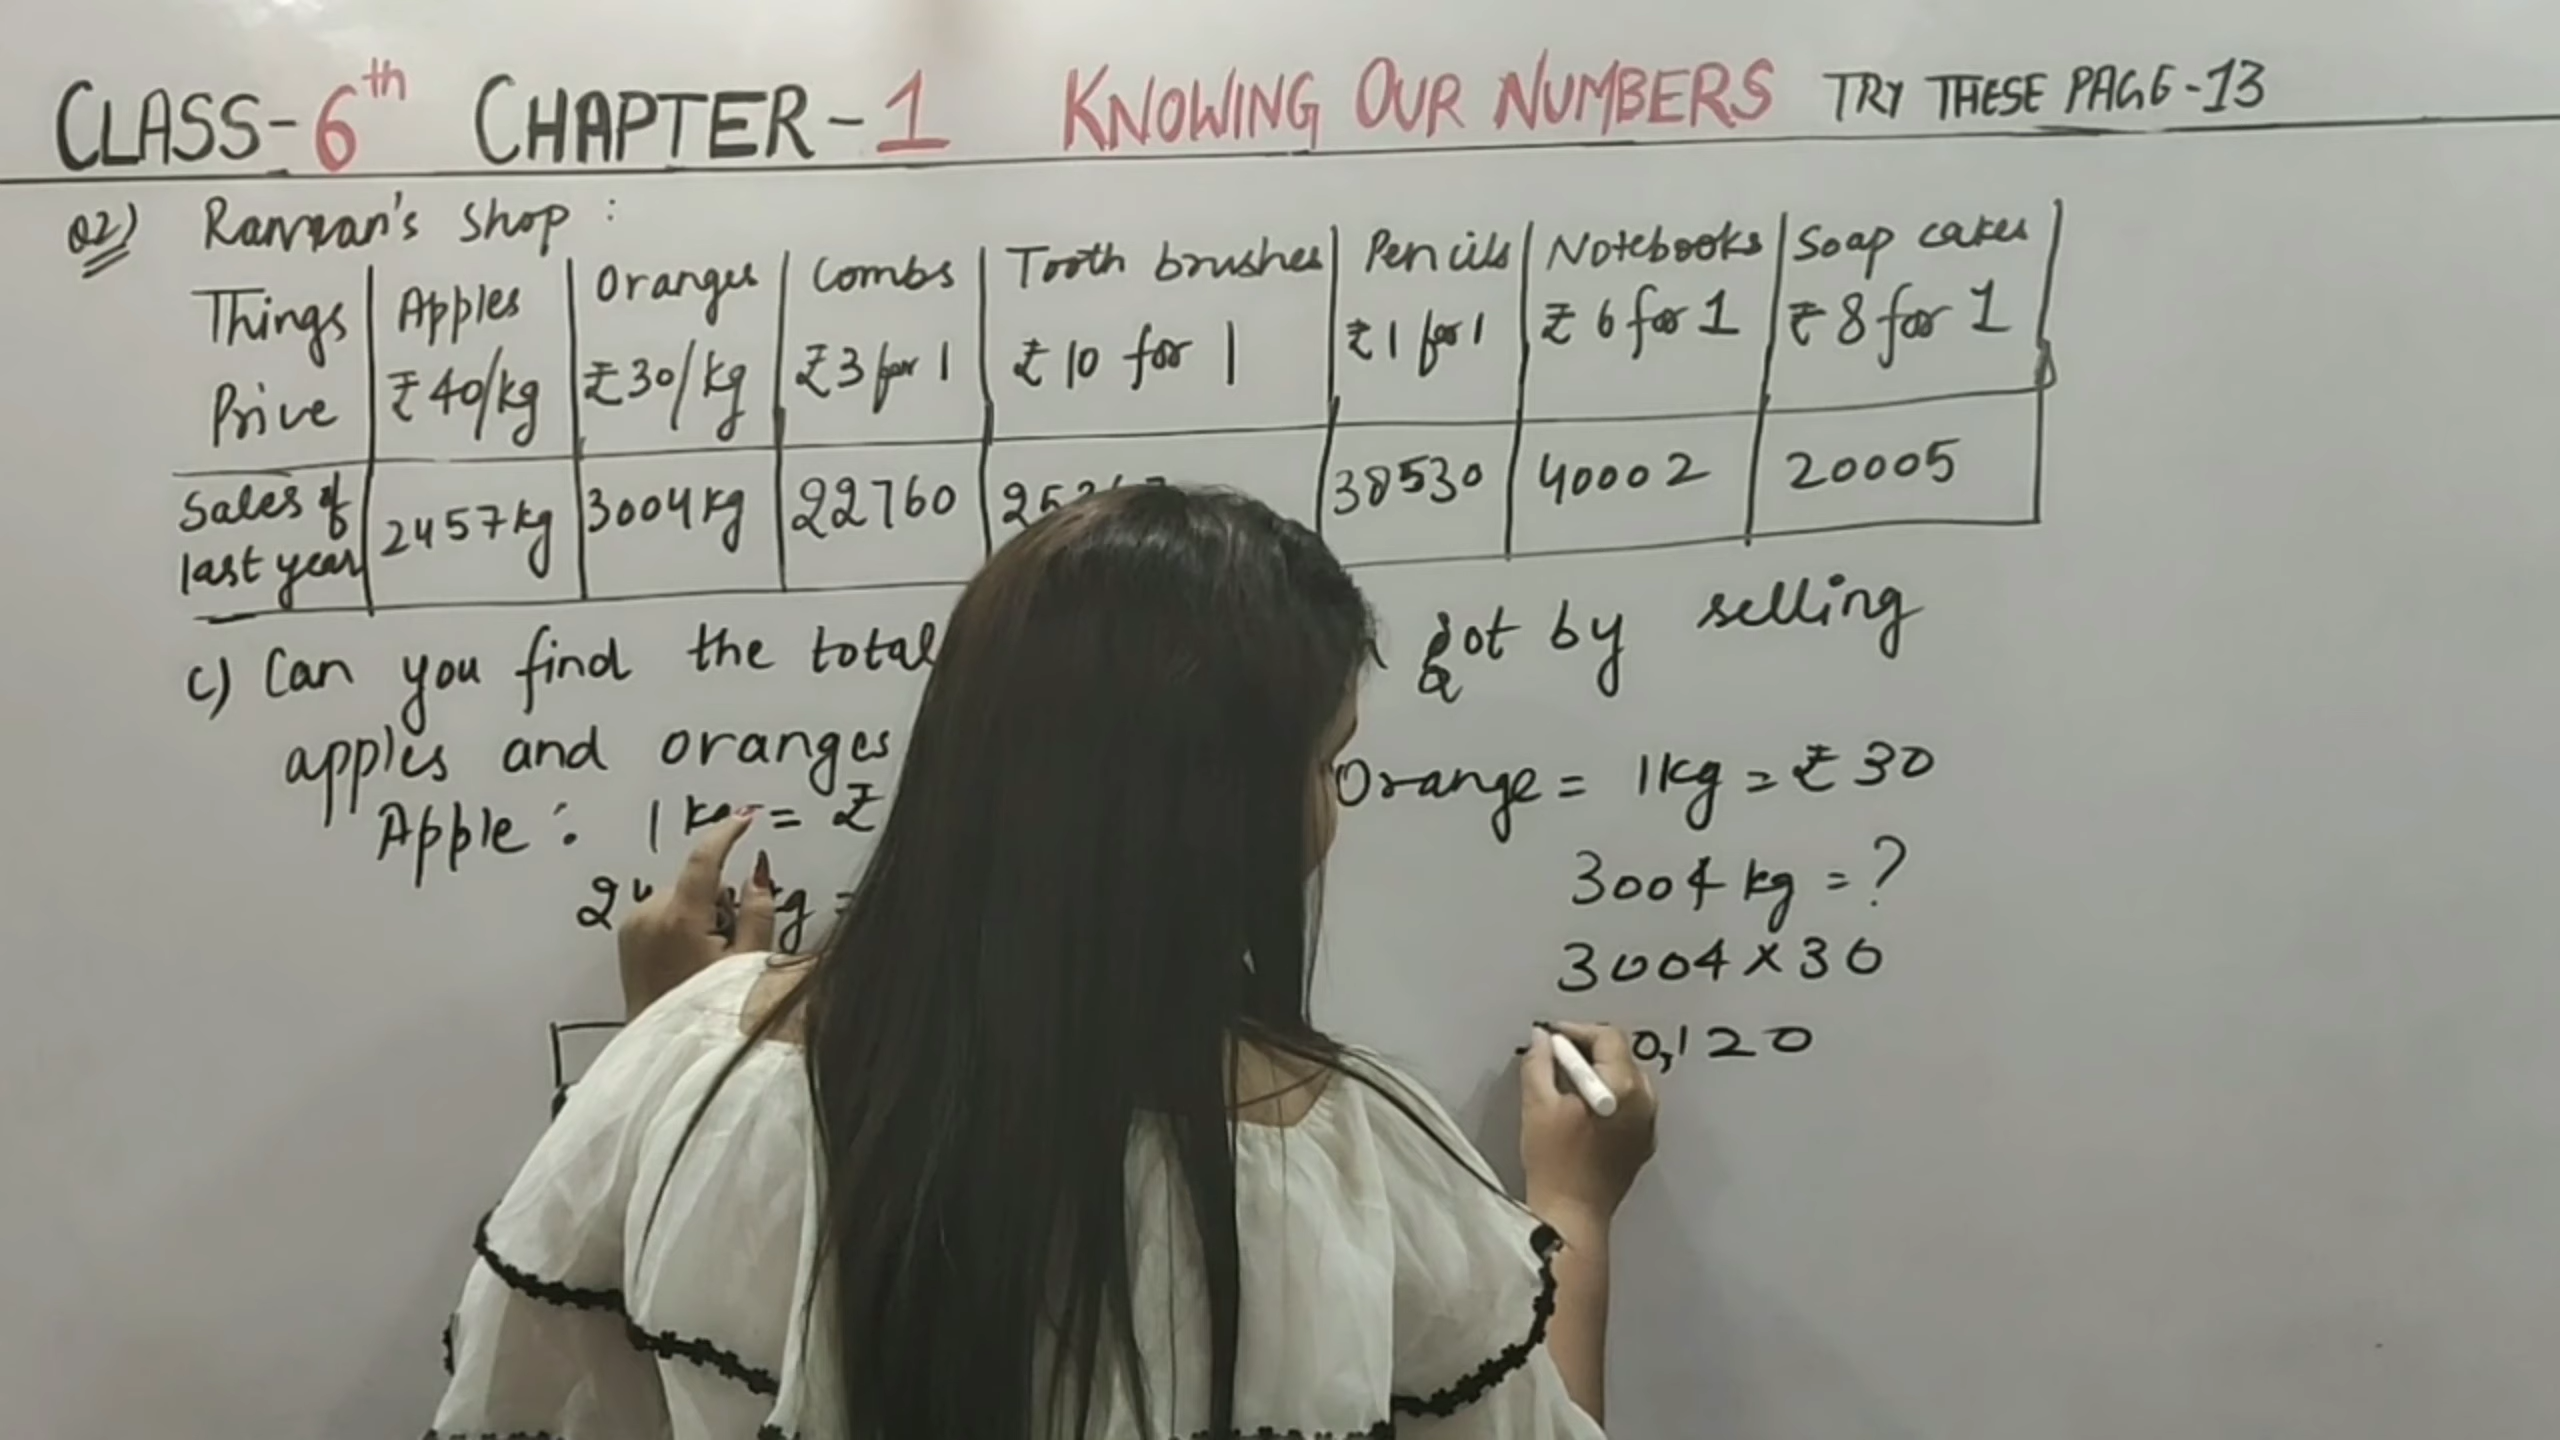 CLASS-6th CHAPTER-1 KNOWING OUR NUMBERS TRY THESE PAGE-13
Q2) Raman's shop :
Things Apples Oranges Combs Tooth brushes Pencils Notebooks Soap cakes
Prive ₹40/kg ₹30/kg ₹3 for 1 ₹10 for 1 ₹1 for 1 ₹6 for 1 ₹8 for 1
Sales of last year 2457kg 3004kg 22760 38530 40002 20005
c) Can you find the total got by selling
apples and oranges
Apple : 1 kg = ₹ Orange = 1kg = ₹30
3004 kg = ?
3004 × 30
0,120